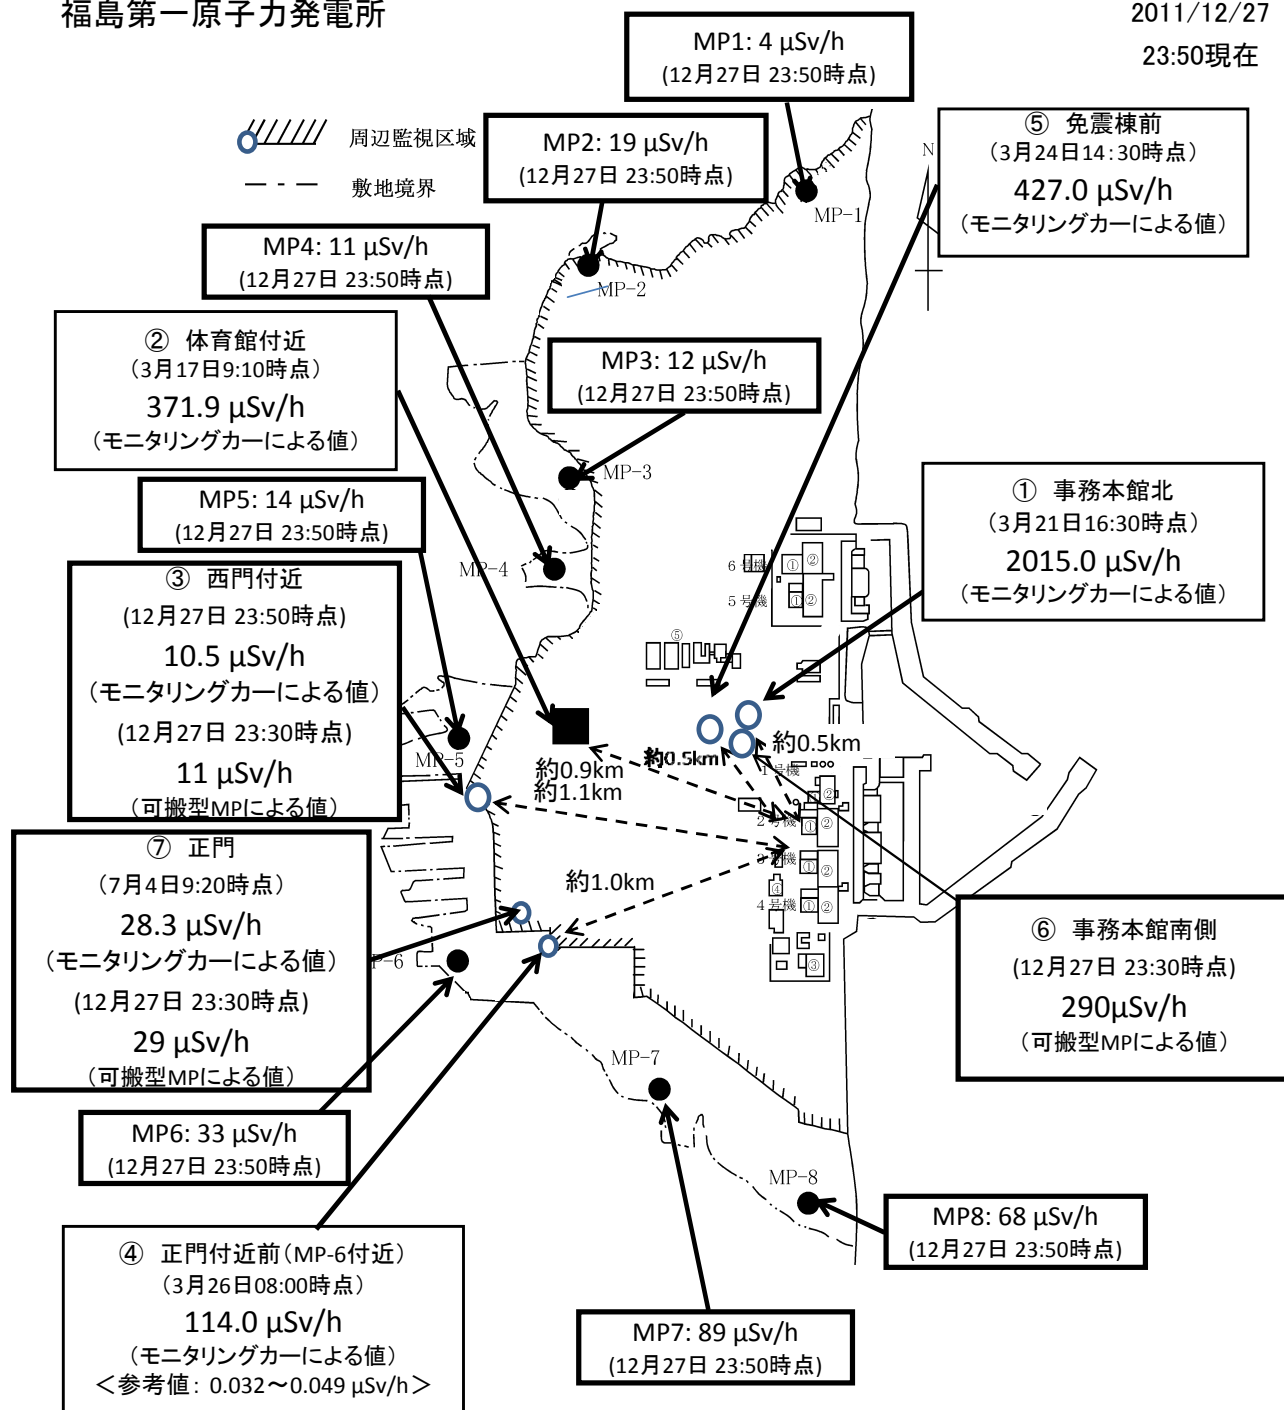 福島第一原子力発電所
2011/12/27
23:50現在
周辺監視区域
敷地境界
MP1: 4 μSv/h
(12月27日 23:50時点)
MP2: 19 μSv/h
(12月27日 23:50時点)
⑤ 免震棟前
(3月24日14:30時点)
427.0 μSv/h
(モニタリングカーによる値)
N
MP-1
MP4: 11 μSv/h
(12月27日 23:50時点)
MP-2
② 体育館付近
(3月17日9:10時点)
371.9 μSv/h
(モニタリングカーによる値)
MP3: 12 μSv/h
(12月27日 23:50時点)
MP-3
MP5: 14 μSv/h
(12月27日 23:50時点)
① 事務本館北
(3月21日16:30時点)
2015.0 μSv/h
(モニタリングカーによる値)
MP-4
6号機
① ②
5号機
① ②
③ 西門付近
(12月27日 23:50時点)
10.5 μSv/h
(モニタリングカーによる値)
(12月27日 23:30時点)
11 μSv/h
(可搬型MPによる値)
⑤
MP-5
約0.9km
約1.1km
約0.5km
約0.5km
1号機
②
2号機
① ②
3号機
① ②
④
4号機
① ②
③
約1.0km
⑦ 正門
(7月4日9:20時点)
28.3 μSv/h
(モニタリングカーによる値)
(12月27日 23:30時点)
29 μSv/h
(可搬型MPによる値)
P-6
⑥ 事務本館南側
(12月27日 23:30時点)
290μSv/h
(可搬型MPによる値)
MP-7
MP6: 33 μSv/h
(12月27日 23:50時点)
MP-8
MP8: 68 μSv/h
(12月27日 23:50時点)
④ 正門付近前(MP-6付近)
(3月26日08:00時点)
114.0 μSv/h
(モニタリングカーによる値)
<参考値: 0.032~0.049 μSv/h>
MP7: 89 μSv/h
(12月27日 23:50時点)